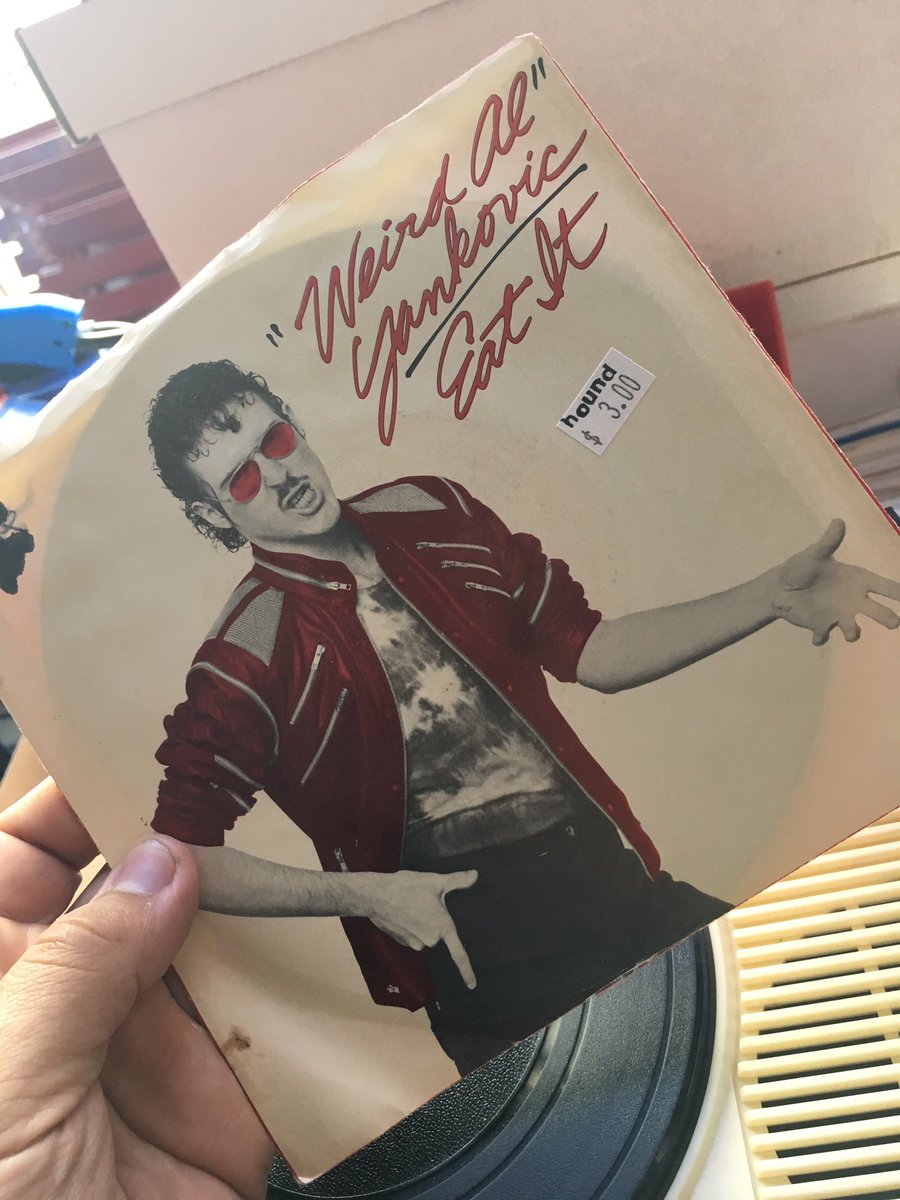 "Weird Al"
Yankovic
Eat It
hound
$ 3.00